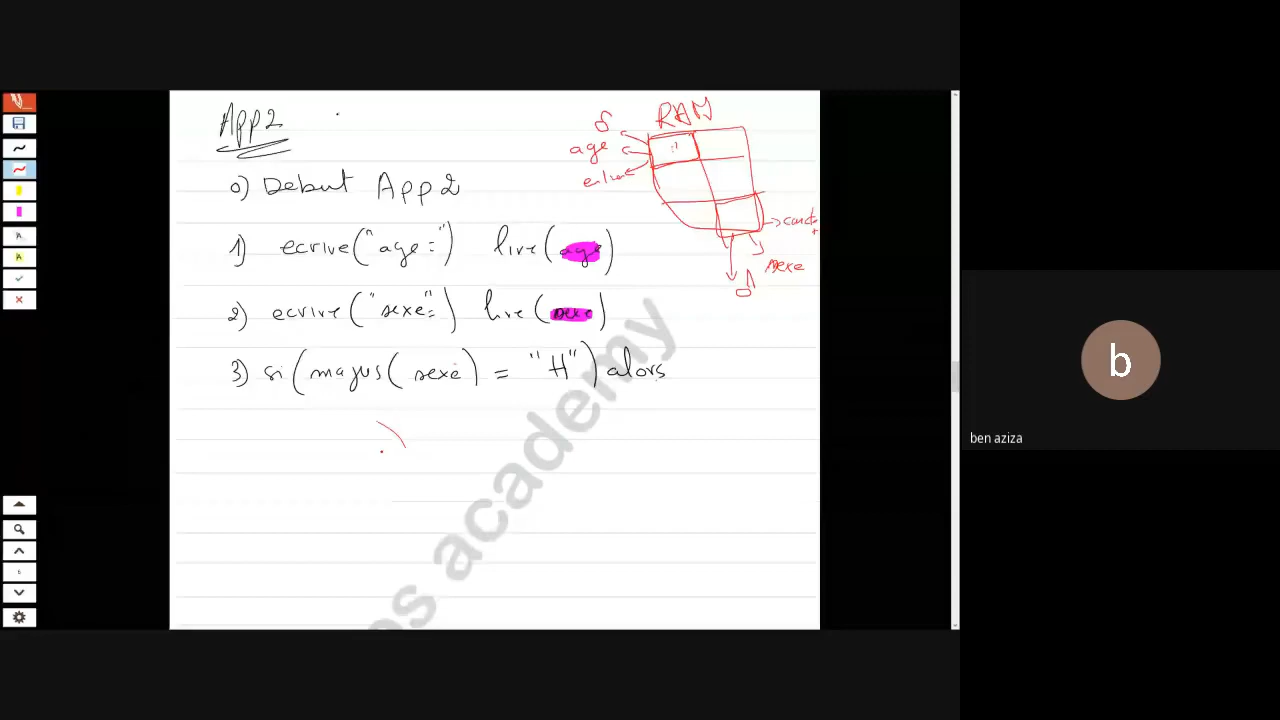 App2
RAM
age
0) Debut App2
1) ecrire("age=") lire(age)
sexe
2) ecrire("sexe=") lire(sexe)
3) si (majus(sexe) = "H") alors
os academy
b
ben aziza